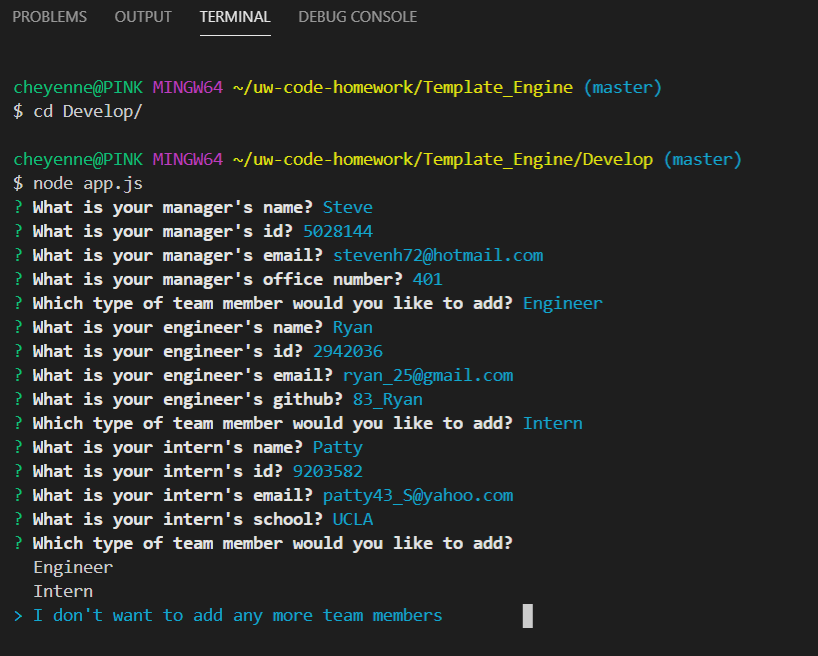 PROBLEMS OUTPUT TERMINAL DEBUG CONSOLE
cheyenne@PINK MINGW64 ~/uw-code-homework/Template_Engine (master)
$ cd Develop/
cheyenne@PINK MINGW64 ~/uw-code-homework/Template_Engine/Develop (master)
$ node app.js
? What is your manager's name? Steve
? What is your manager's id? 5028144
? What is your manager's email? stevenh72@hotmail.com
? What is your manager's office number? 401
? Which type of team member would you like to add? Engineer
? What is your engineer's name? Ryan
? What is your engineer's id? 2942036
? What is your engineer's email? ryan_25@gmail.com
? What is your engineer's github? 83_Ryan
? Which type of team member would you like to add? Intern
? What is your intern's name? Patty
? What is your intern's id? 9203582
? What is your intern's email? patty43_S@yahoo.com
? What is your intern's school? UCLA
? Which type of team member would you like to add?
Engineer
Intern
> I don't want to add any more team members